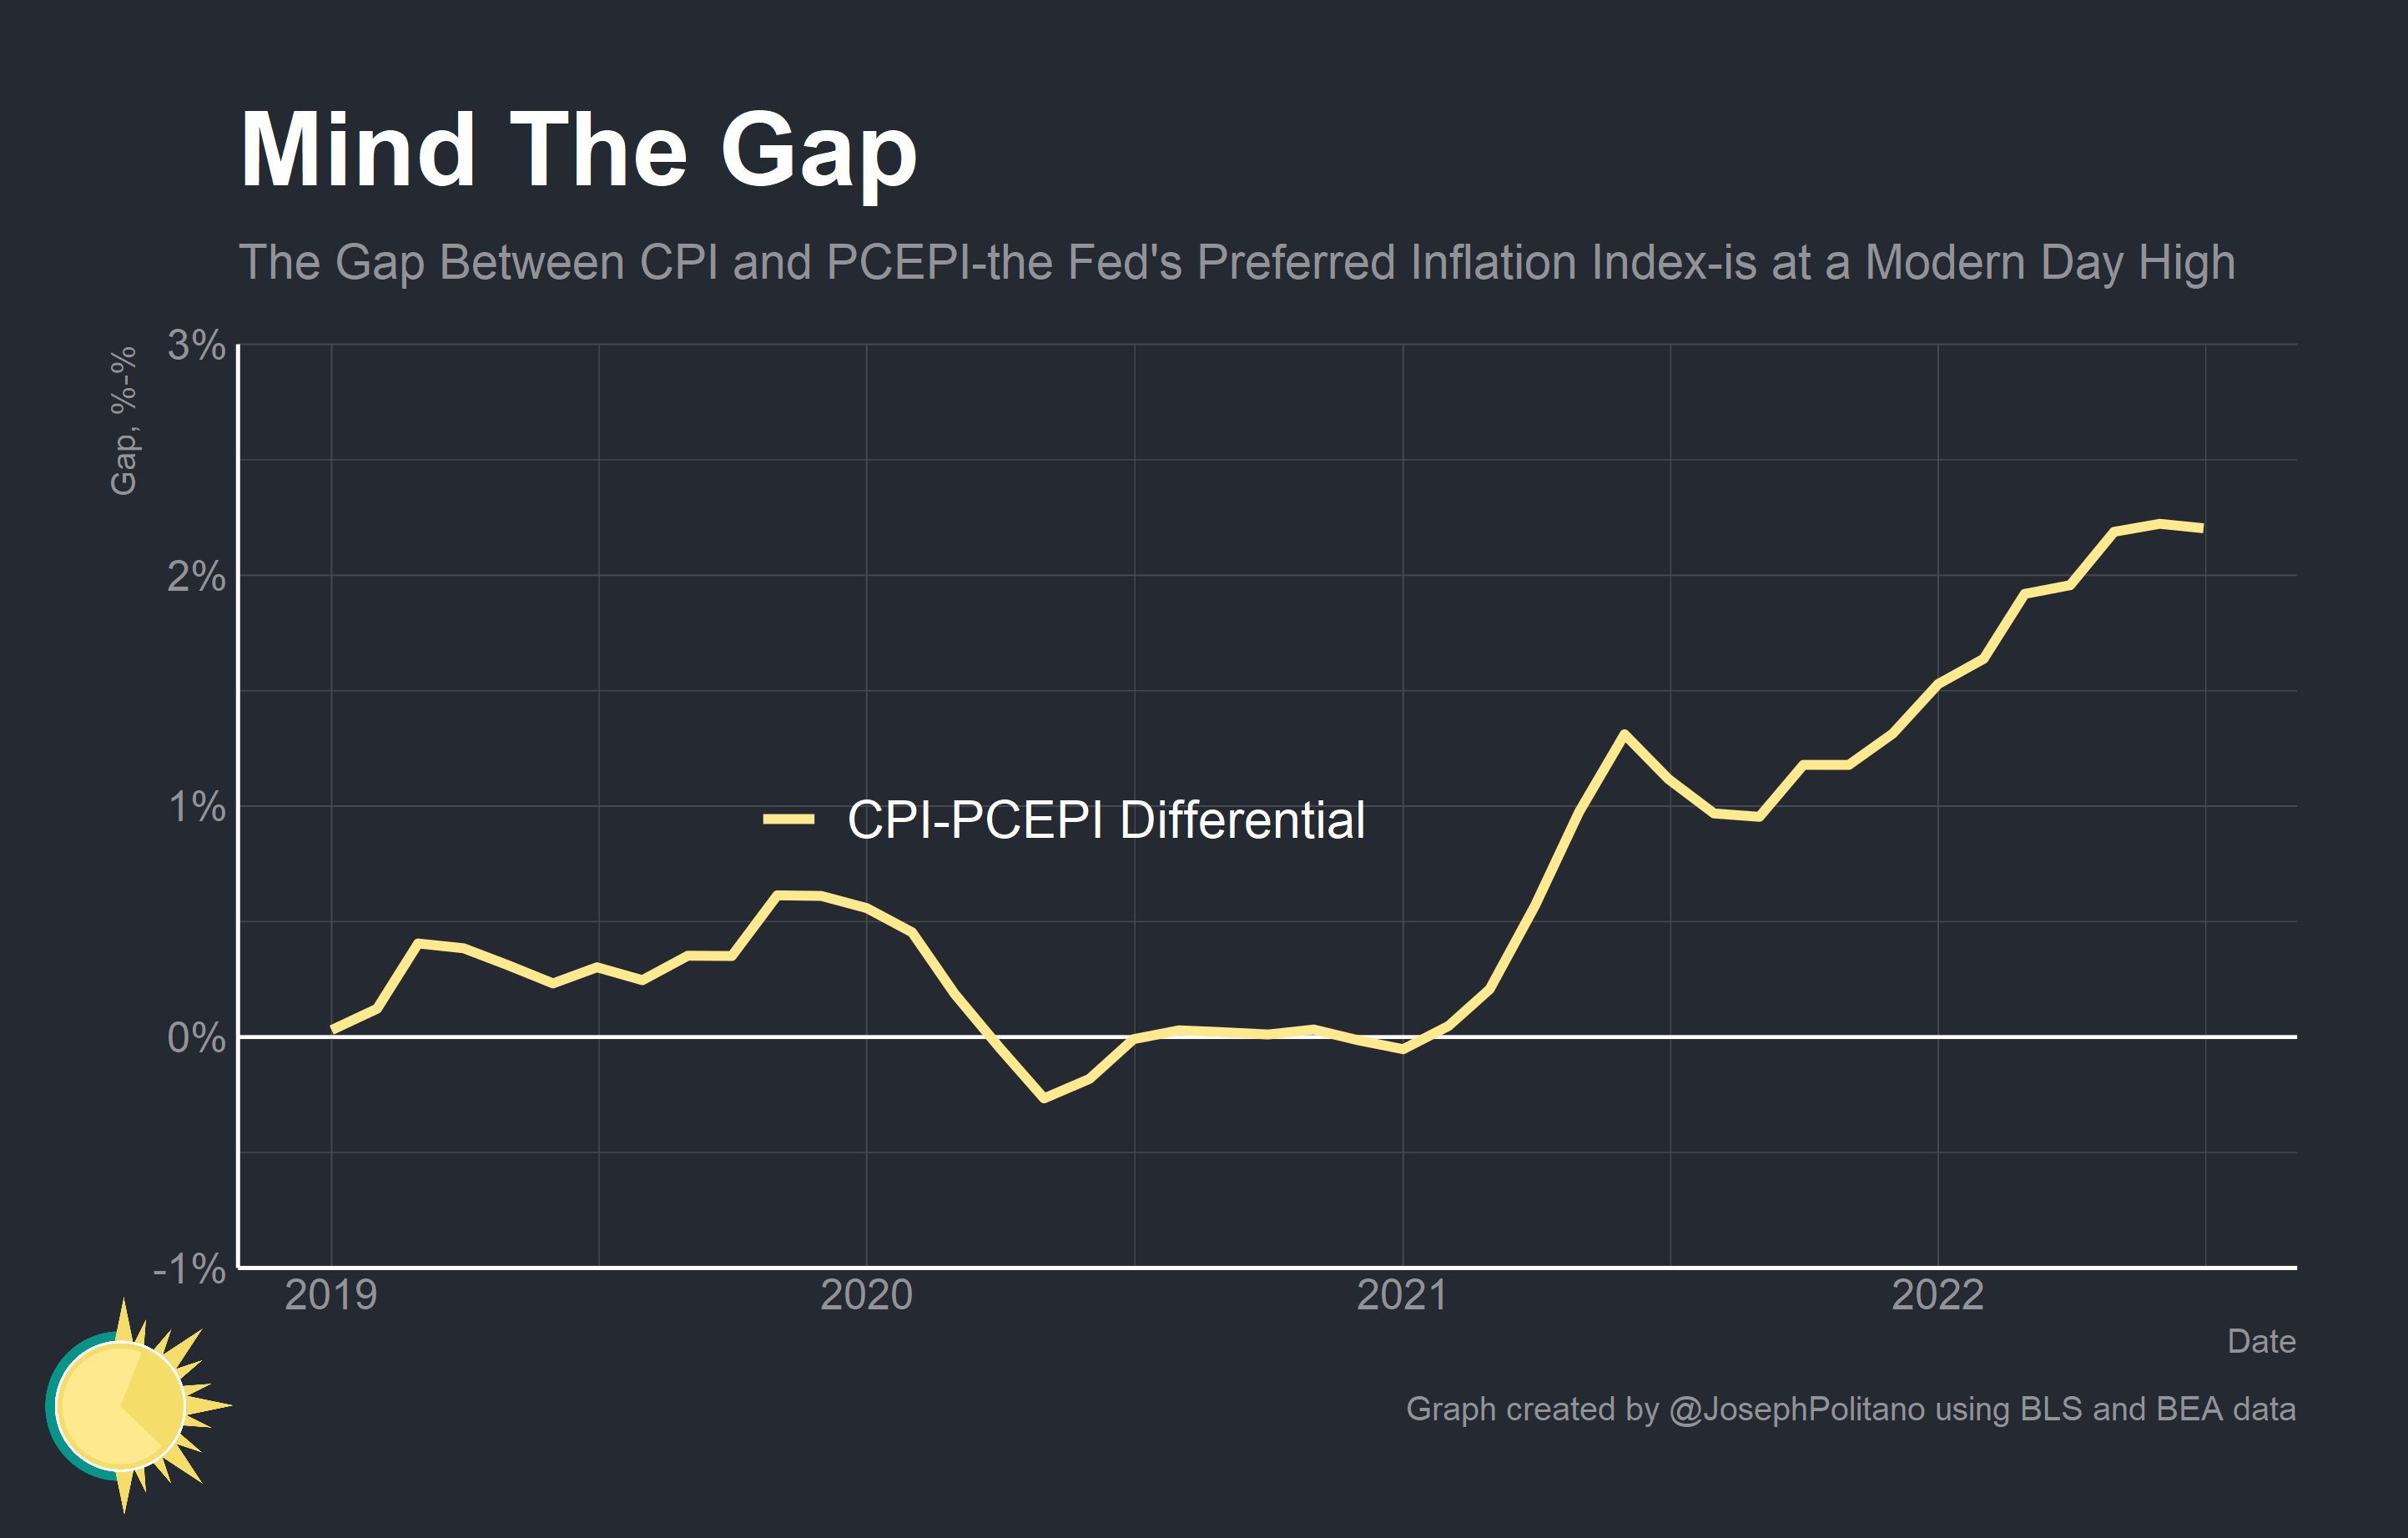 Mind The Gap
The Gap Between CPI and PCEPI-the Fed's Preferred Inflation Index-is at a Modern Day High
Gap, %-%
3%
2%
1%
0%
-1%
CPI-PCEPI Differential
2019
2020
2021
2022
Date
Graph created by @JosephPolitano using BLS and BEA data